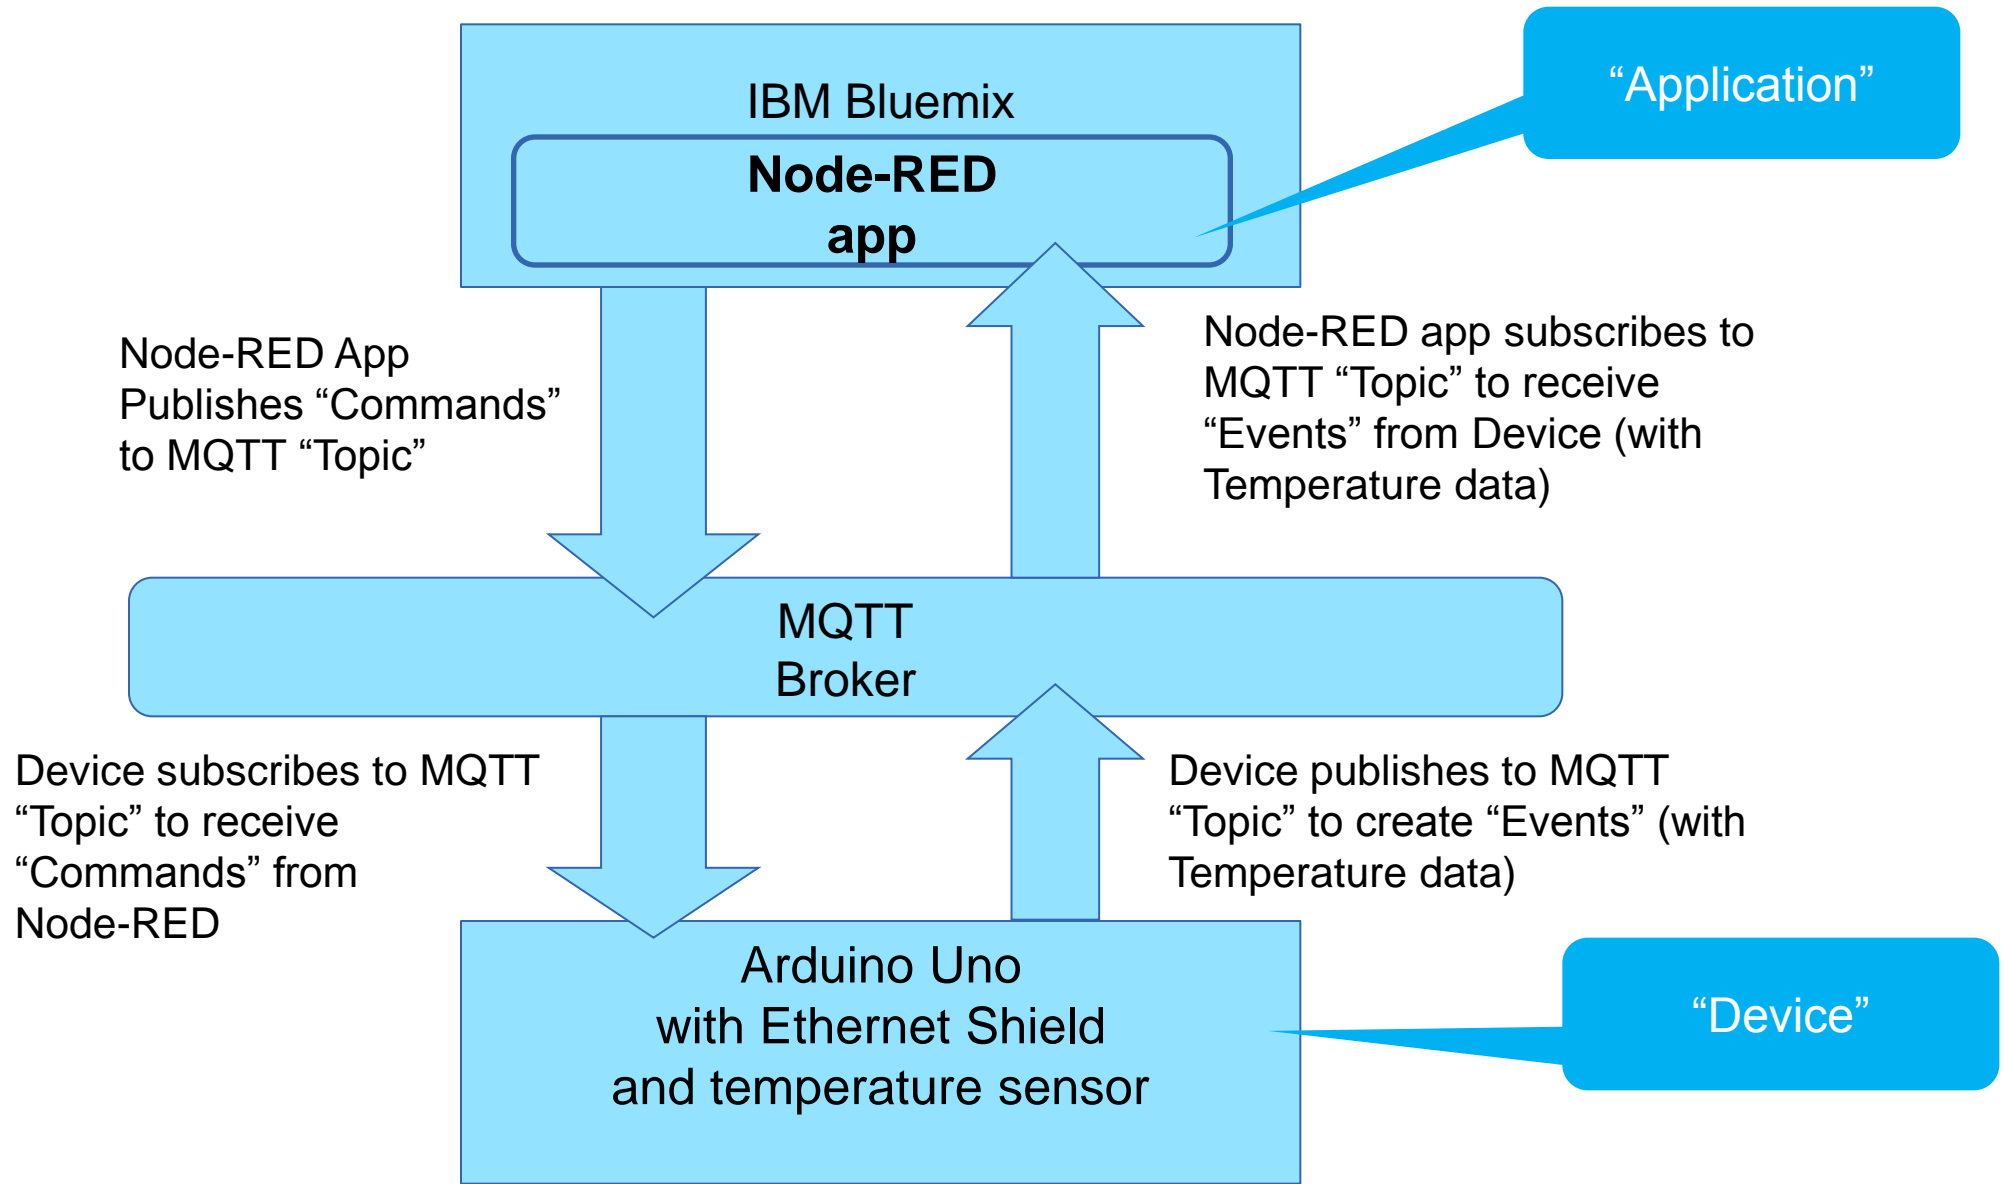 IBM Bluemix
Node-RED
app
“Application”
Node-RED App
Publishes “Commands”
to MQTT “Topic”
Node-RED app subscribes to
MQTT “Topic” to receive
“Events” from Device (with
Temperature data)
MQTT
Broker
Device subscribes to MQTT
“Topic” to receive
“Commands” from
Node-RED
Device publishes to MQTT
“Topic” to create “Events” (with
Temperature data)
Arduino Uno
with Ethernet Shield
and temperature sensor
“Device”